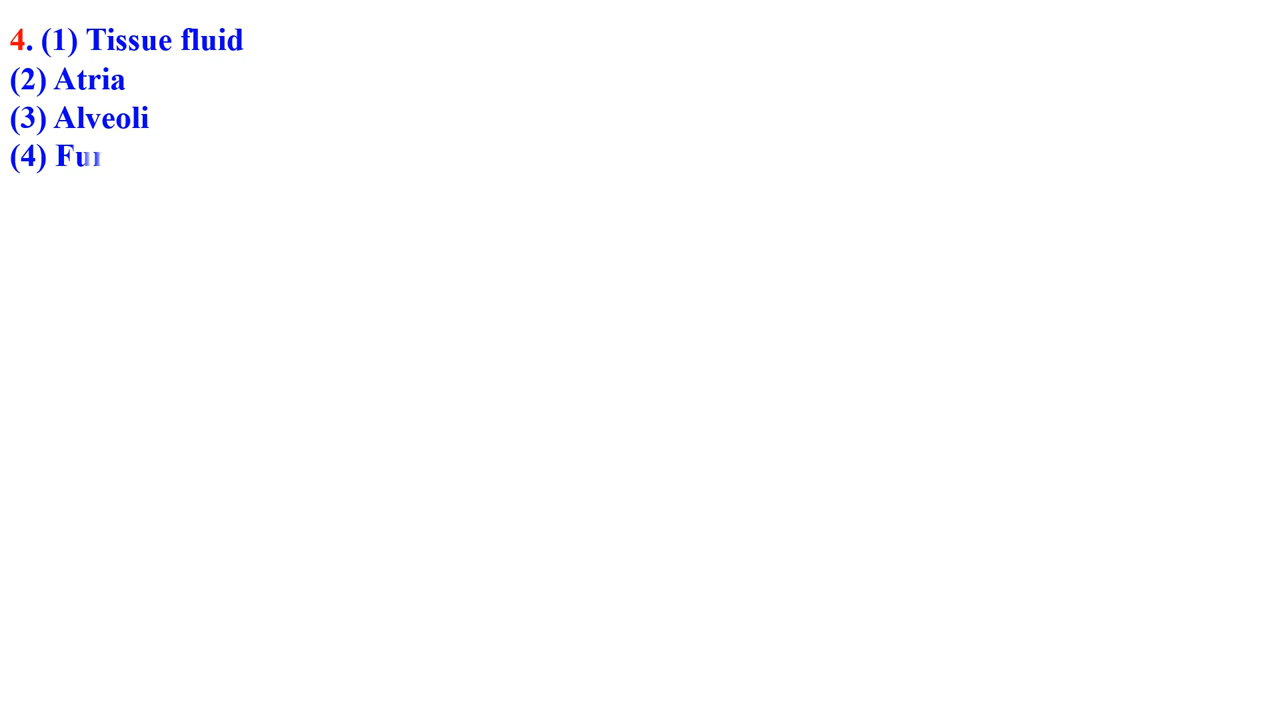 4. (1) Tissue fluid
(2) Atria
(3) Alveoli
(4)